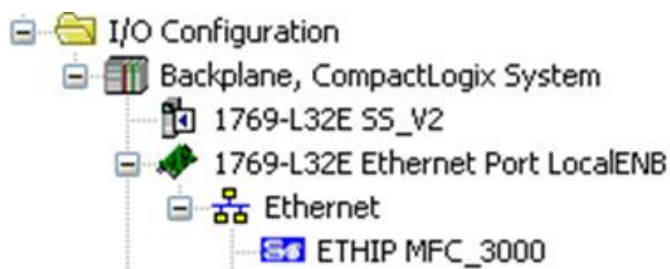 I/O Configuration
Backplane, CompactLogix System
1769-L32E SS_V2
1769-L32E Ethernet Port LocalENB
Ethernet
ETHIP MFC_3000